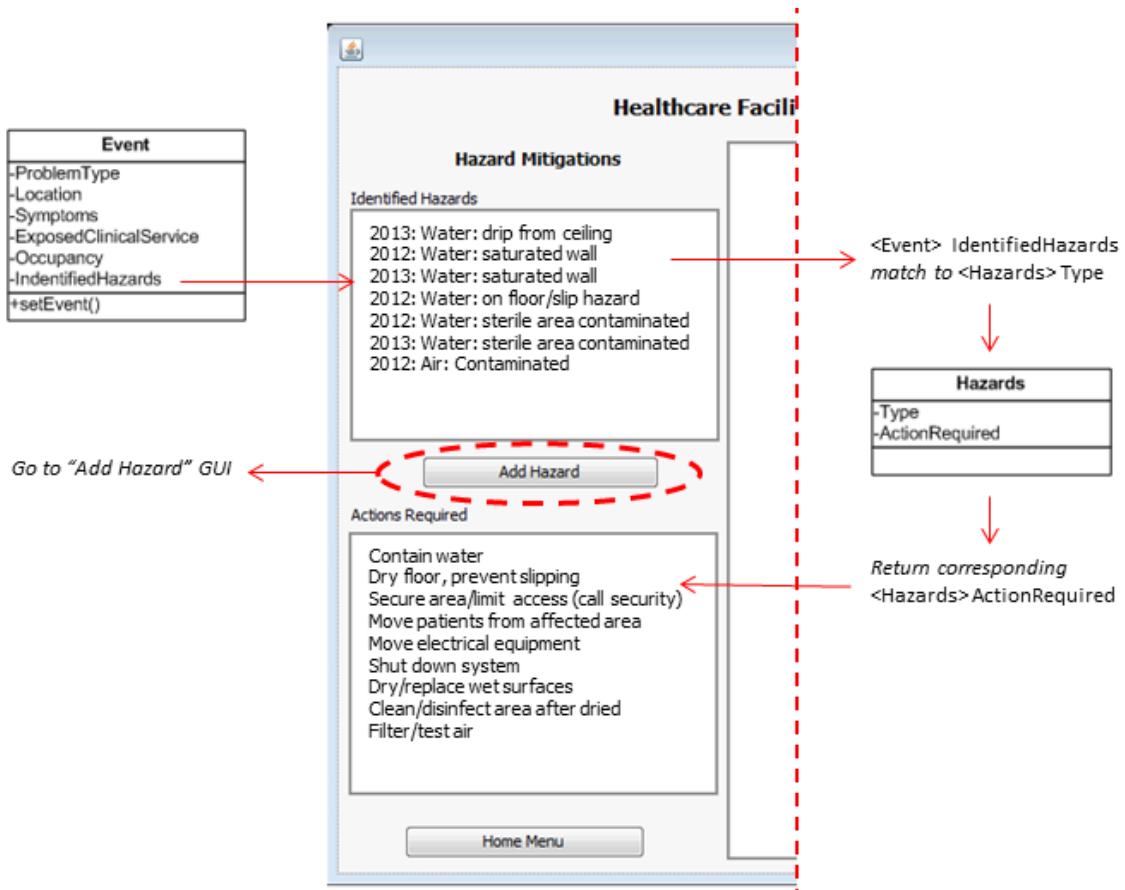 Healthcare Facili
Event
-ProblemType
-Location
-Symptoms
-ExposedClinicalService
-Occupancy
-IndentifiedHazards
+setEvent()
Hazard Mitigations
Identified Hazards
2013: Water: drip from ceiling
2012: Water: saturated wall
2013: Water: saturated wall
2012: Water: on floor/slip hazard
2012: Water: sterile area contaminated
2013: Water: sterile area contaminated
2012: Air: Contaminated
<Event> IdentifiedHazards
match to <Hazards> Type
Hazards
-Type
-ActionRequired
Go to “Add Hazard” GUI
Add Hazard
Actions Required
Contain water
Dry floor, prevent slipping
Secure area/limit access (call security)
Move patients from affected area
Move electrical equipment
Shut down system
Dry/replace wet surfaces
Clean/disinfect area after dried
Filter/test air
Return corresponding
<Hazards> ActionRequired
Home Menu